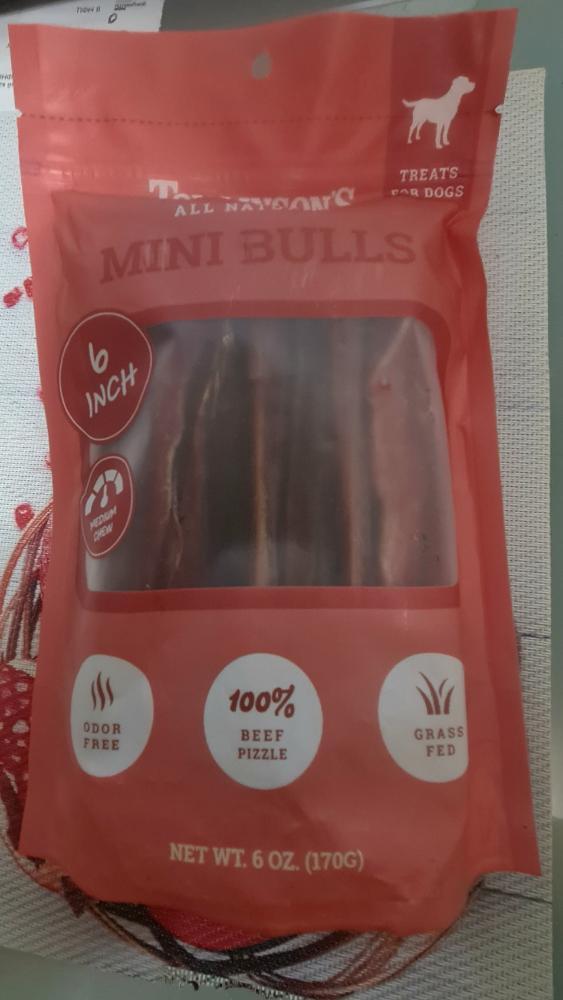 TREATS
FOR DOGS
ALL NAT
MINI BULLS
6
INCH
MEDIUM
CHEW
ODOR
FREE
100%
BEEF
PIZZLE
GRASS
FED
NET WT. 6 OZ. (170G)